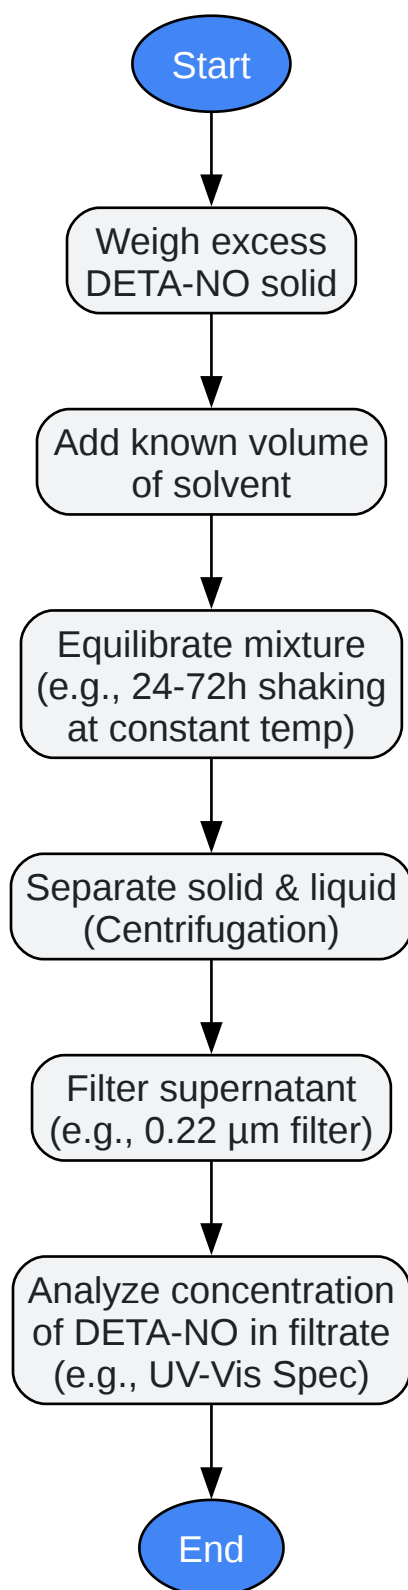 Start
Weigh excess
DETA-NO solid
Add known volume
of solvent
Equilibrate mixture
(e.g., 24-72h shaking
at constant temp)
Separate solid & liquid
(Centrifugation)
Filter supernatant
(e.g., 0.22 µm filter)
Analyze concentration
of DETA-NO in filtrate
(e.g., UV-Vis Spec)
End